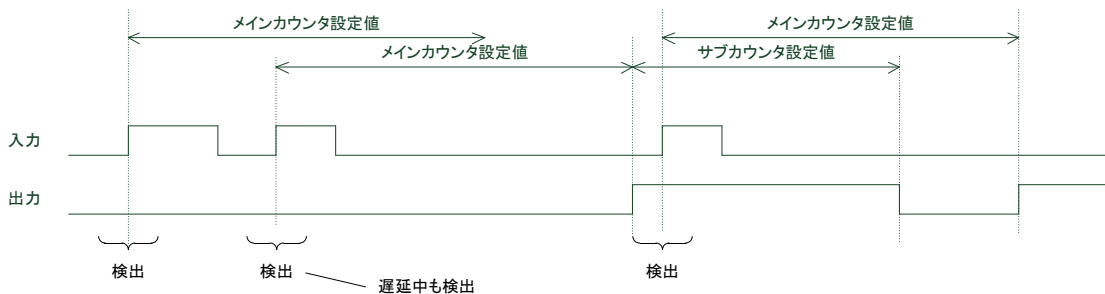 メインカウンタ設定値
メインカウンタ設定値
メインカウンタ設定値
サブカウンタ設定値
入力
出力
検出
検出
検出
遅延中も検出